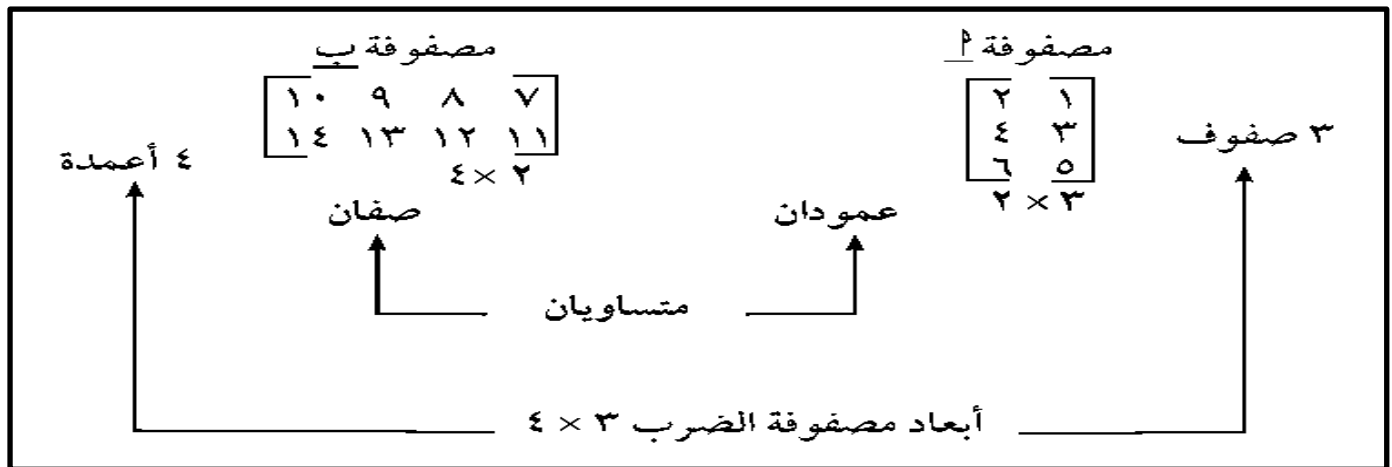 مصفوفة أ
مصفوفة ب
١ ٢
٣ ٤
٥ ٦
٣ × ٢
٧ ٨ ٩ ١٠
١١ ١٢ ١٣ ١٤
٢ × ٤
٣ صفوف
عمودان
صفان
٤ أعمدة
متساويان
أبعاد مصفوفة الضرب ٣ × ٤